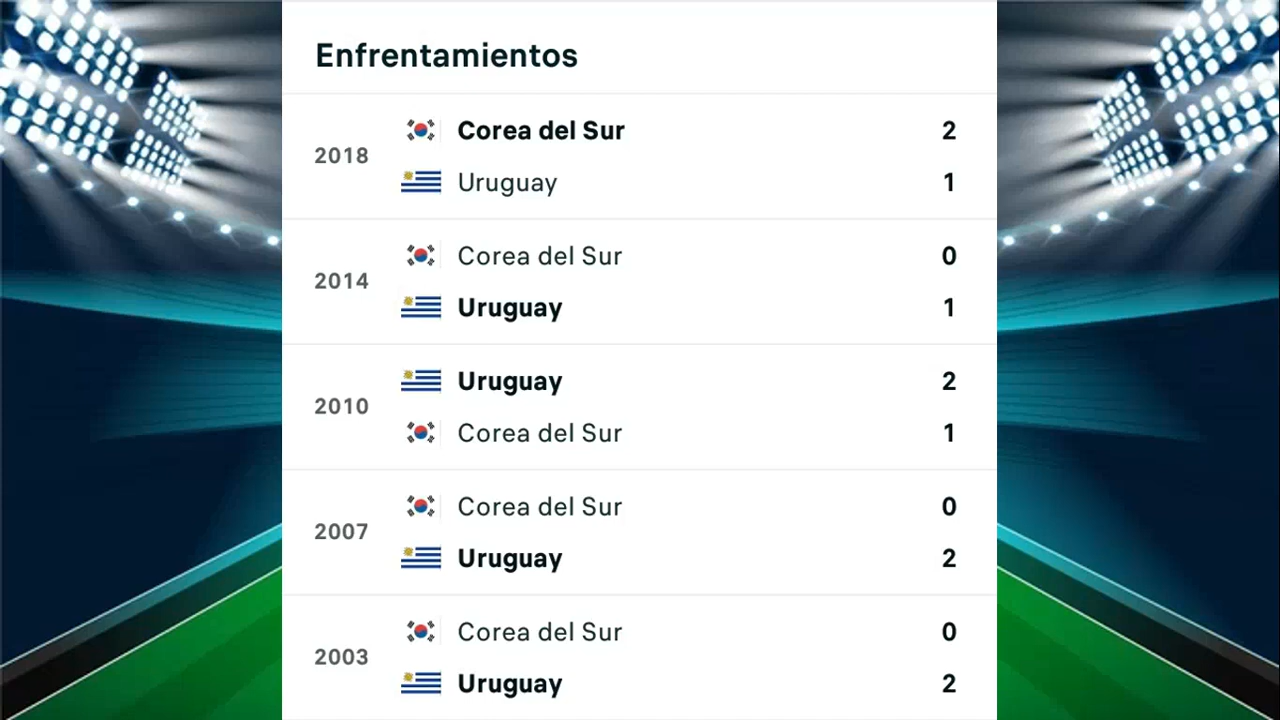 Enfrentamientos
2018
Corea del Sur 2
Uruguay 1
2014
Corea del Sur 0
Uruguay 1
2010
Uruguay 2
Corea del Sur 1
2007
Corea del Sur 0
Uruguay 2
2003
Corea del Sur 0
Uruguay 2